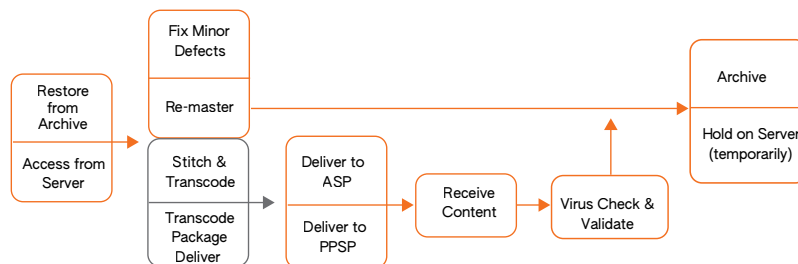 Restore
from
Archive
Access from
Server
Fix Minor
Defects
Re-master
Stitch &
Transcode
Transcode
Package
Deliver
Deliver to
ASP
Deliver to
PPSP
Receive
Content
Virus Check &
Validate
Archive
Hold on Server
(temporarily)